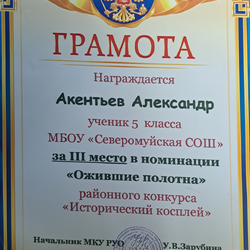 ГРАМОТА
Награждается
Акентьев Александр
ученик 5 класса
МБОУ «Северомуйская СОШ»
за III место в номинации
«Ожившие полотна»
районного конкурса
«Исторический косплей»
Начальник МКУ РУО У.В.Зарубина